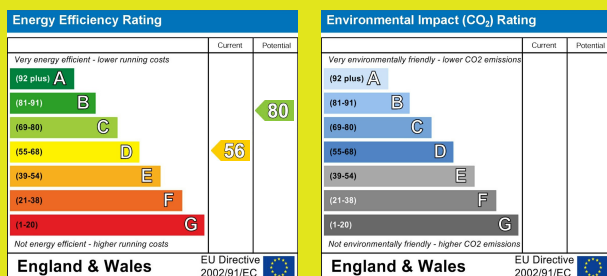 Energy Efficiency Rating
Current Potential
Very energy efficient - lower running costs
(92 plus) A
(81-91) B
(69-80) C
(55-68) D
(39-54) E
(21-38) F
(1-20) G
80
56
Not energy efficient - higher running costs
England & Wales
EU Directive
2002/91/EC
Environmental Impact (CO2) Rating
Current Potential
Very environmentally friendly - lower CO2 emissions
(92 plus) A
(81-91) B
(69-80) C
(55-68) D
(39-54) E
(21-38) F
(1-20) G
Not environmentally friendly - higher CO2 emissions
England & Wales
EU Directive
2002/91/EC